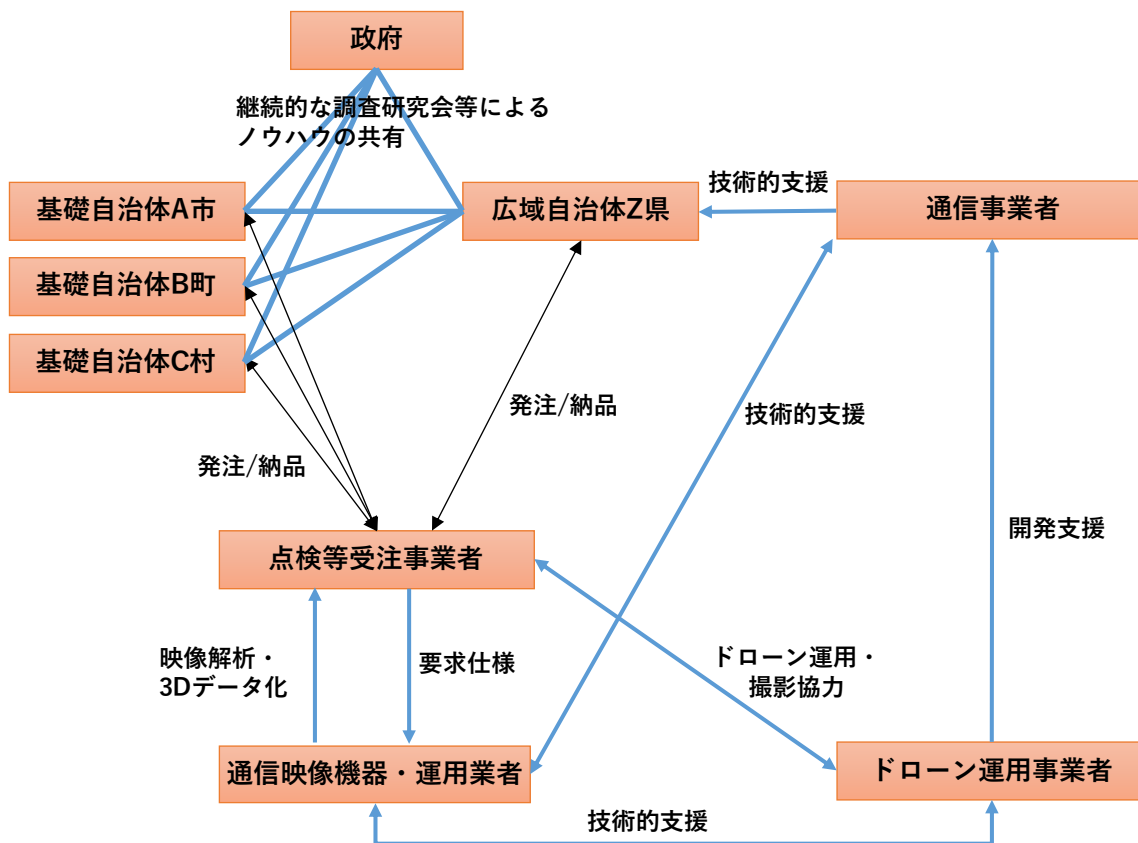 政府
継続的な調査研究会等による
ノウハウの共有
基礎自治体A市
広域自治体Z県
技術的支援
通信事業者
基礎自治体B町
基礎自治体C村
発注/納品
技術的支援
発注/納品
点検等受注事業者
開発支援
映像解析・
3Dデータ化
要求仕様
ドローン運用・
撮影協力
通信映像機器・運用業者
ドローン運用事業者
技術的支援